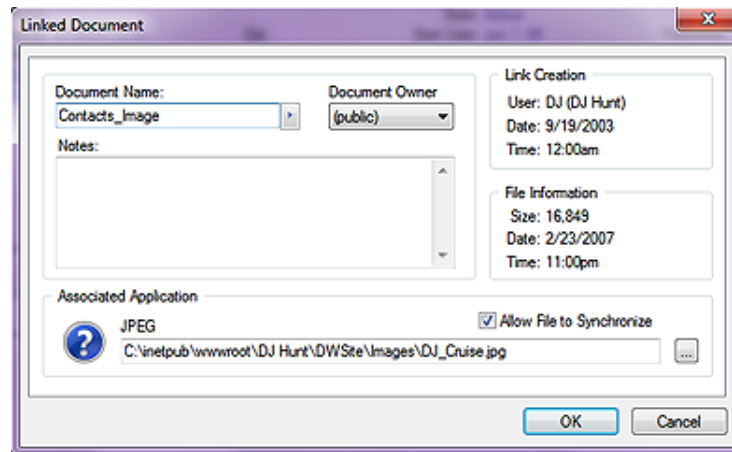 Linked Document
Document Name:
Document Owner
Contacts_Image
(public)
Notes:
Link Creation
User: DJ (DJ Hunt)
Date: 9/19/2003
Time: 12:00am
File Information
Size: 16,849
Date: 2/23/2007
Time: 11:00pm
Associated Application
JPEG
Allow File to Synchronize
C:\inetpub\wwwroot\DJ Hunt\DWSite\Images\DJ_Cruise.jpg
...
OK
Cancel